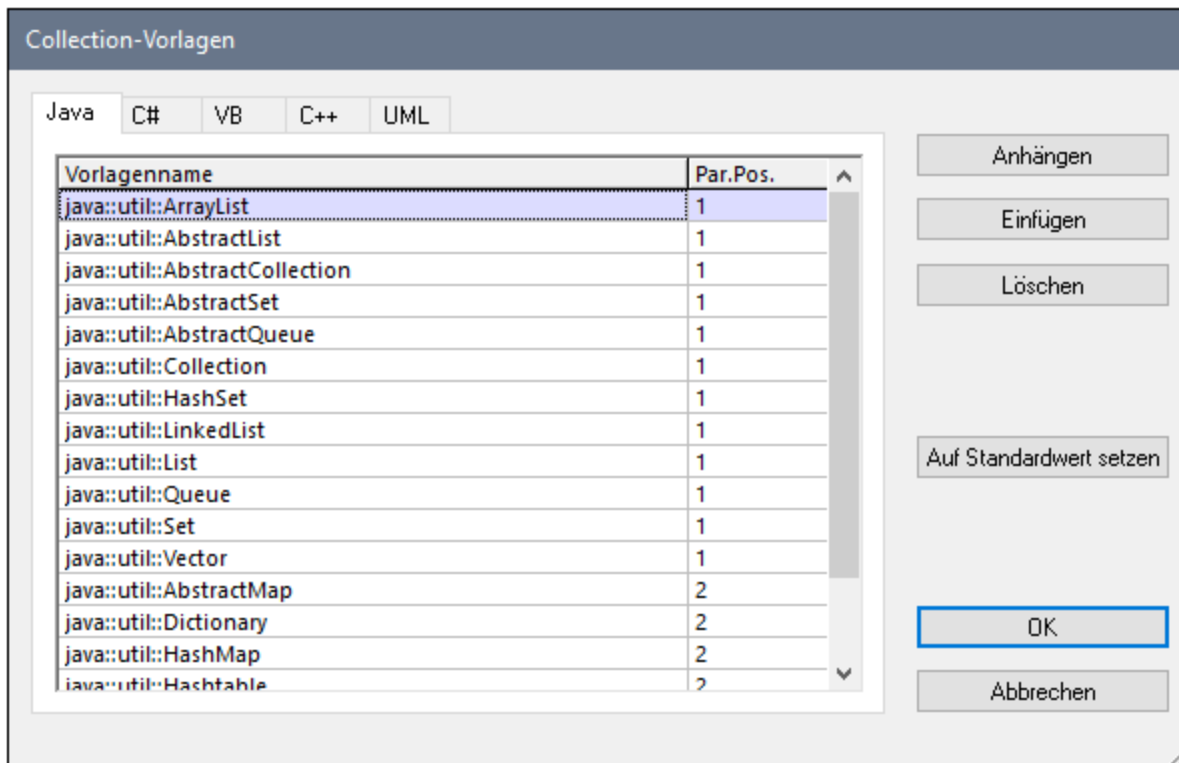 Collection-Vorlagen
Java C# VB C++ UML
Vorlagenname Par.Pos.
java::util::ArrayList 1
java::util::AbstractList 1
java::util::AbstractCollection 1
java::util::AbstractSet 1
java::util::AbstractQueue 1
java::util::Collection 1
java::util::HashSet 1
java::util::LinkedList 1
java::util::List 1
java::util::Queue 1
java::util::Set 1
java::util::Vector 1
java::util::AbstractMap 2
java::util::Dictionary 2
java::util::HashMap 2
java::util::Hashtable 2
Anhängen
Einfügen
Löschen
Auf Standardwert setzen
OK
Abbrechen